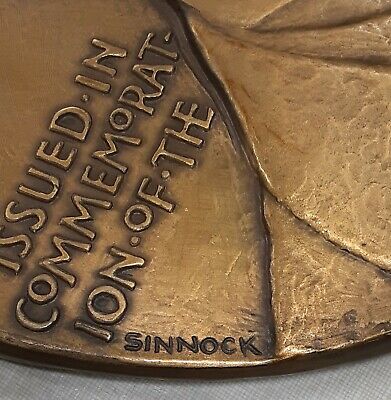 ISSUED·IN
COMMEMORAT-
ION·OF·THE
SINNOCK